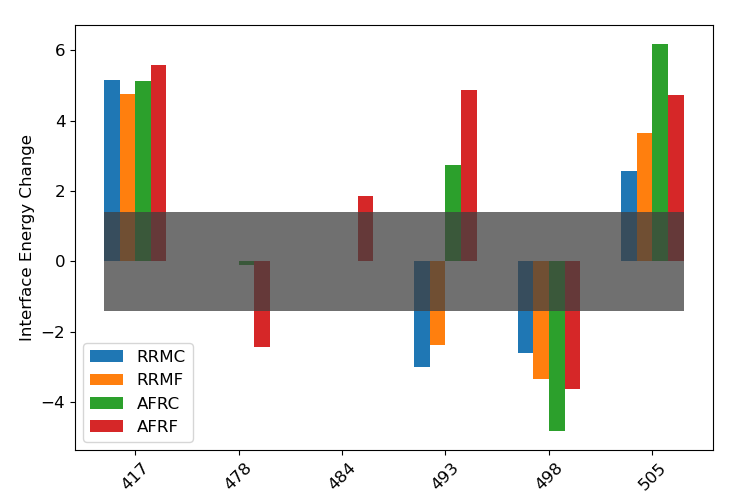 Interface Energy Change
6
4
2
0
−2
−4
RRMC
RRMF
AFRC
AFRF
417
478
484
493
498
505